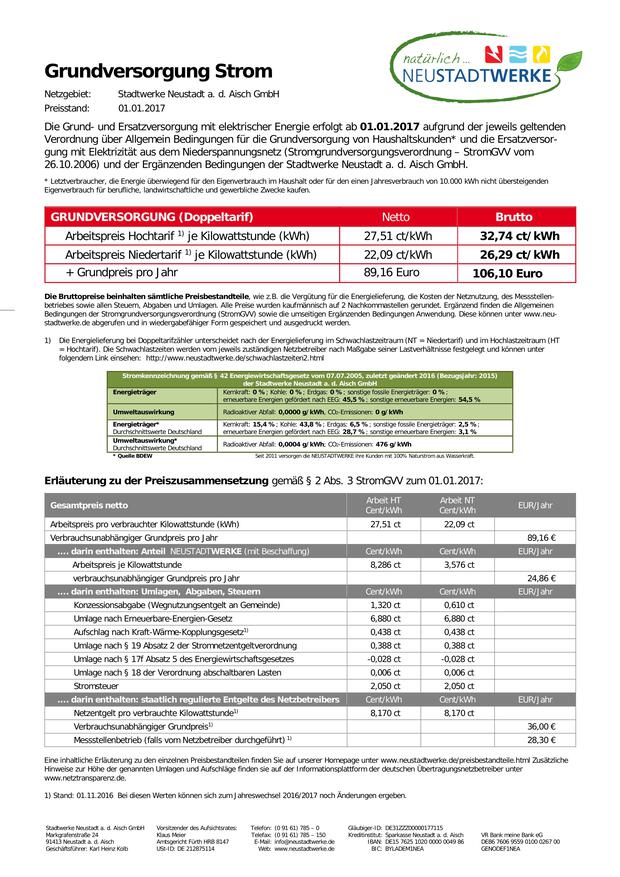 natürlich ...
NEUSTADTWERKE
Grundversorgung Strom
Netzgebiet: Stadtwerke Neustadt a. d. Aisch GmbH
Preisstand: 01.01.2017
Die Grund- und Ersatzversorgung mit elektrischer Energie erfolgt ab 01.01.2017 aufgrund der jeweils geltenden
Verordnung über Allgemein Bedingungen für die Grundversorgung von Haushaltskunden* und die Ersatzversor-
gung mit Elektrizität aus dem Niederspannungsnetz (Stromgrundversorgungsverordnung – StromGVV vom
26.10.2006) und der Ergänzenden Bedingungen der Stadtwerke Neustadt a. d. Aisch GmbH.
* Letztverbraucher, die Energie überwiegend für den Eigenverbrauch im Haushalt oder für den einen Jahresverbrauch von 10.000 kWh nicht übersteigenden
Eigenverbrauch für berufliche, landwirtschaftliche und gewerbliche Zwecke kaufen.
GRUNDVERSORGUNG (Doppeltarif) Netto Brutto
Arbeitspreis Hochtarif 1) je Kilowattstunde (kWh) 27,51 ct/kWh 32,74 ct/kWh
Arbeitspreis Niedertarif 1) je Kilowattstunde (kWh) 22,09 ct/kWh 26,29 ct/kWh
+ Grundpreis pro Jahr 89,16 Euro 106,10 Euro
Die Bruttopreise beinhalten sämtliche Preisbestandteile, wie z.B. die Vergütung für die Energielieferung, die Kosten der Netznutzung, des Messstellen-
betriebes sowie allen Steuern, Abgaben und Umlagen. Alle Preise wurden kaufmännisch auf 2 Nachkommastellen gerundet. Ergänzend finden die Allgemeinen
Bedingungen der Stromgrundversorgungsverordnung (StromGVV) sowie die umseitigen Ergänzenden Bedingungen Anwendung. Diese können unter www.neu-
stadtwerke.de abgerufen und in wiedergabefähiger Form gespeichert und ausgedruckt werden.
1) Die Energielieferung bei Doppeltarifzähler unterscheidet nach der Energielieferung im Schwachlastzeitraum (NT = Niedertarif) und im Hochlastzeitraum (HT
= Hochtarif). Die Schwachlastzeiten werden vom jeweils zuständigen Netzbetreiber nach Maßgabe seiner Lastverhältnisse festgelegt und können unter
folgendem Link einsehen: http://www.neustadtwerke.de/schwachlastzeiten2.html
Stromkennzeichnung gemäß § 42 Energiewirtschaftsgesetz vom 07.07.2005, zuletzt geändert 2016 (Bezugsjahr: 2015)
der Stadtwerke Neustadt a. d. Aisch GmbH
Energieträger Kernkraft: 0 % ; Kohle: 0 % ; Erdgas: 0 % ; sonstige fossile Energieträger: 0 % ;
erneuerbare Energien gefördert nach EEG: 45,5 % ; sonstige erneuerbare Energien: 54,5 %
Umweltauswirkung Radioaktiver Abfall: 0,0000 g/kWh, CO₂-Emissionen: 0 g/kWh
Energieträger* Kernkraft: 15,4 % ; Kohle: 43,8 % ; Erdgas: 6,5 % ; sonstige fossile Energieträger: 2,5 % ;
Durchschnittswerte Deutschland erneuerbare Energien gefördert nach EEG: 28,7 % ; sonstige erneuerbare Energien: 3,1 %
Umweltauswirkung*
Durchschnittswerte Deutschland Radioaktiver Abfall: 0,0004 g/kWh, CO₂-Emissionen: 476 g/kWh
* Quelle BDEW Seit 2011 versorgen die NEUSTADTWERKE ihre Kunden mit 100% Naturstrom aus Wasserkraft.
Erläuterung zu der Preiszusammensetzung gemäß § 2 Abs. 3 StromGVV zum 01.01.2017:
Gesamtpreis netto Arbeit HT Cent/kWh Arbeit NT Cent/kWh EUR/Jahr
Arbeitspreis pro verbrauchter Kilowattstunde (kWh) 27,51 ct 22,09 ct
Verbrauchsunabhängiger Grundpreis pro Jahr 89,16 €
.... darin enthalten: Anteil NEUSTADTWERKE (mit Beschaffung) Cent/kWh Cent/kWh EUR/Jahr
Arbeitspreis je Kilowattstunde 8,286 ct 3,576 ct
verbrauchsunabhängiger Grundpreis pro Jahr 24,86 €
.... darin enthalten: Umlagen, Abgaben, Steuern Cent/kWh Cent/kWh EUR/Jahr
Konzessionsabgabe (Wegnutzungsentgelt an Gemeinde) 1,320 ct 0,610 ct
Umlage nach Erneuerbare-Energien-Gesetz 6,880 ct 6,880 ct
Aufschlag nach Kraft-Wärme-Kopplungsgesetz1) 0,438 ct 0,438 ct
Umlage nach § 19 Absatz 2 der Stromnetzentgeltverordnung 0,388 ct 0,388 ct
Umlage nach § 17f Absatz 5 des Energiewirtschaftsgesetzes -0,028 ct -0,028 ct
Umlage nach § 18 der Verordnung abschaltbaren Lasten 0,006 ct 0,006 ct
Stromsteuer 2,050 ct 2,050 ct
.... darin enthalten: staatlich regulierte Entgelte des Netzbetreibers Cent/kWh Cent/kWh EUR/Jahr
Netzentgelt pro verbrauchte Kilowattstunde1) 8,170 ct 8,170 ct
Verbrauchsunabhängiger Grundpreis1) 36,00 €
Messstellenbetrieb (falls vom Netzbetreiber durchgeführt) 1) 28,30 €
Eine inhaltliche Erläuterung zu den einzelnen Preisbestandteilen finden Sie auf unserer Homepage unter www.neustadtwerke.de/preisbestandteile.html Zusätzliche
Hinweise zur Höhe der genannten Umlagen und Aufschläge finden sie auf der Informationsplattform der deutschen Übertragungsnetzbetreiber unter
www.netztransparenz.de.
1) Stand: 01.11.2016 Bei diesen Werten können sich zum Jahreswechsel 2016/2017 noch Änderungen ergeben.
Stadtwerke Neustadt a. d. Aisch GmbH Vorsitzender des Aufsichtsrates: Telefon: (0 91 61) 785 – 0 Gläubiger-ID: DE31ZZZ00000177115
Markgrafenstraße 24 Klaus Meier Telefax: (0 91 61) 785 – 150 Kreditinstitut: Sparkasse Neustadt a. d. Aisch VR Bank meine Bank eG
91413 Neustadt a. d. Aisch Amtsgericht Fürth HRB 8147 E-Mail: info@neustadtwerke.de IBAN: DE15 7625 1020 0000 0049 86 DE86 7606 9559 0100 0267 00
Geschäftsführer: Karl Heinz Kolb USt-ID: DE 212875114 Web: www.neustadtwerke.de BIC: BYLADEM1NEA GENODEF1NEA